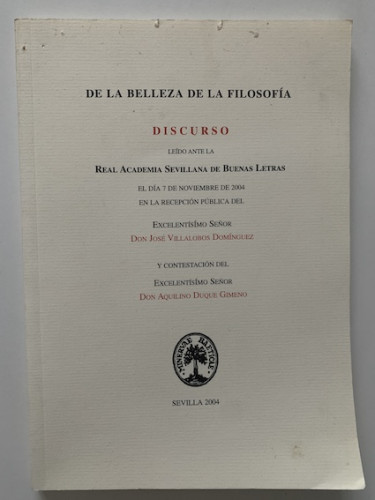 DE LA BELLEZA DE LA FILOSOFÍA
DISCURSO
LEÍDO ANTE LA
REAL ACADEMIA SEVILLANA DE BUENAS LETRAS
EL DÍA 7 DE NOVIEMBRE DE 2004
EN LA RECEPCIÓN PÚBLICA DEL
EXCELENTÍSIMO SEÑOR
DON JOSÉ VILLALOBOS DOMÍNGUEZ
Y CONTESTACIÓN DEL
EXCELENTÍSIMO SEÑOR
DON AQUILINO DUQUE GIMENO
MINERVAE BAETICAE
SEVILLA 2004